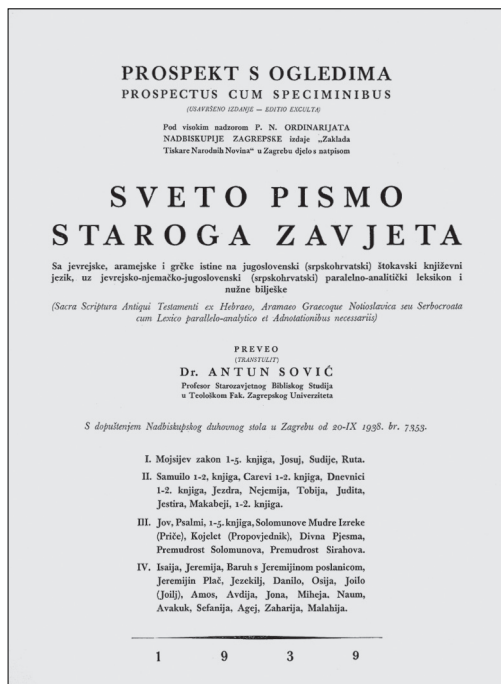 PROSPEKT S OGLEDIMA
PROSPECTUS CUM SPECIMINIBUS
(USAVRŠENO IZDANJE — EDITIO EXCULTA)
Pod visokim nadzorom P. N. ORDINARIJATA
NADBISKUPIJE ZAGREPSKE izdaje „Zaklada
Tiskare Narodnih Novina“ u Zagrebu djelo s natpisom
SVETO PISMO
STAROGA ZAVJETA
Sa jevrejske, aramejske i grčke istine na jugoslovenski (srpskohrvatski) štokavski književni
jezik, uz jevrejsko-njemačko-jugoslovenski (srpskohrvatski) paralelno-analitički leksikon i
nužne bilješke
(Sacra Scriptura Antiqui Testamenti ex Hebraeo, Aramaeo Graecoque Notioslavica seu Serbocroata
cum Lexico parallelo-analytico et Adnotationibus necessariis)
PREVEO
(TRANSTULIT)
Dr. ANTUN SOVIĆ
Profesor Starozavjetnog Bibliskog Studija
u Teološkom Fak. Zagrepskog Univerziteta
S dopuštenjem Nadbiskupskog duhovnog stola u Zagrebu od 20-IX 1938. br. 7353.
I. Mojsijev zakon 1-5. knjiga, Josuj, Sudije, Ruta.
II. Samuilo 1-2, knjiga, Carevi 1-2. knjiga, Dnevnici
1-2. knjiga, Jezdra, Nejemija, Tobija, Judita,
Jestira, Makabeji, 1-2. knjiga.
III. Jov, Psalmi, 1-5. knjiga, Solomunove Mudre Izreke
(Priče), Kojelet (Propovjednik), Divna Pjesma,
Premudrost Solomunova, Premudrost Sirahova.
IV. Isaija, Jeremija, Baruh s Jeremijinom poslanicom,
Jeremijin Plač, Jezekilj, Danilo, Osija, Joilo
(Joilj), Amos, Avdija, Jona, Miheja. Naum,
Avakuk, Sefanija, Agej, Zaharija, Malahija.
1 9 3 9